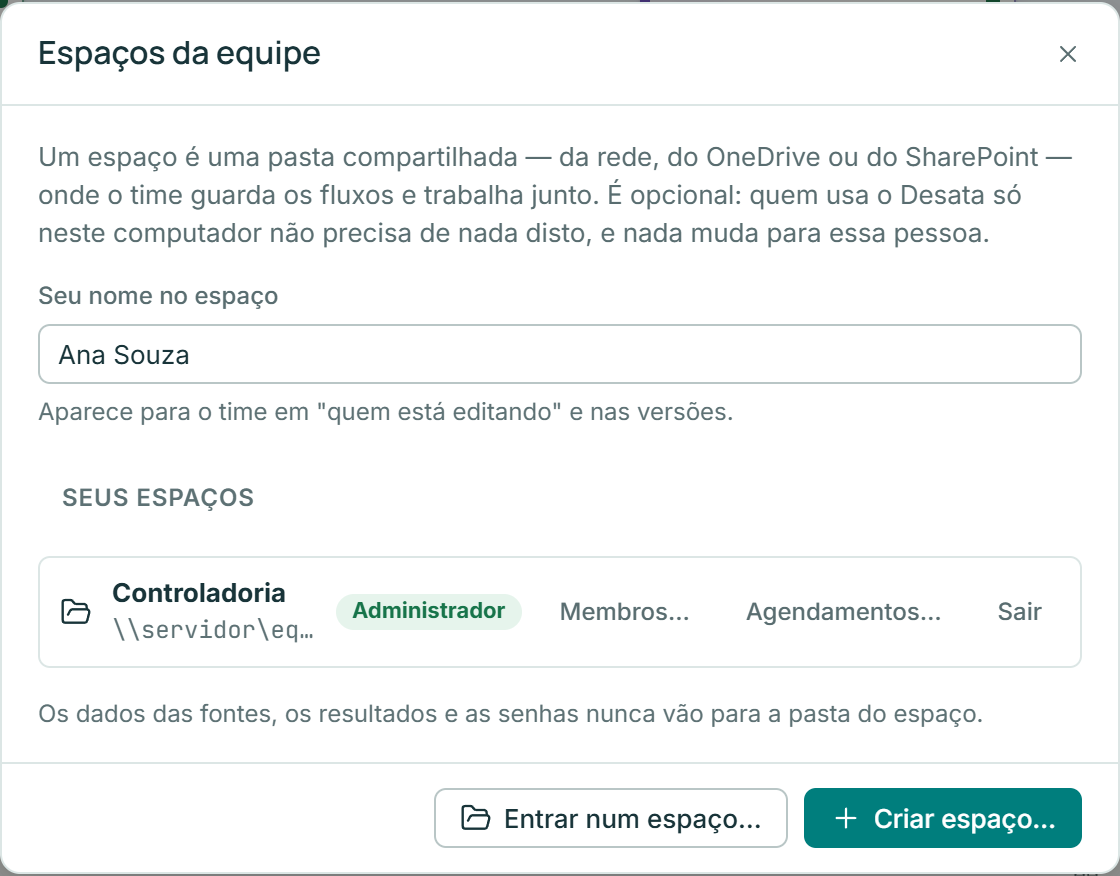 Espaços da equipe
Um espaço é uma pasta compartilhada — da rede, do OneDrive ou do SharePoint —
onde o time guarda os fluxos e trabalha junto. É opcional: quem usa o Desata só
neste computador não precisa de nada disto, e nada muda para essa pessoa.
Seu nome no espaço
Ana Souza
Aparece para o time em "quem está editando" e nas versões.
SEUS ESPAÇOS
Controladoria
\\servidor\eq…
Administrador
Membros…
Agendamentos…
Sair
Os dados das fontes, os resultados e as senhas nunca vão para a pasta do espaço.
Entrar num espaço…
Criar espaço…